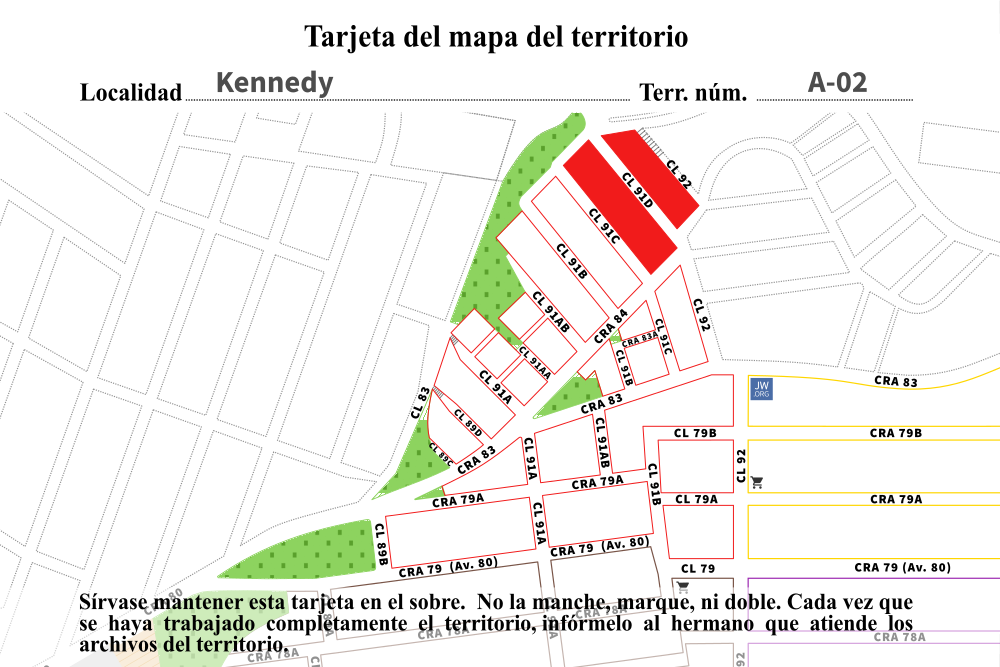 Tarjeta del mapa del territorio
Localidad Kennedy Terr. núm. A-02
CL 92
CL 91D
CL 91C
CL 91B
CL 91AB
CRA 84
CL 91C
CL 92
CRA 83A
CL 91B
CL 91AA
CL 91A
CRA 83
CRA 83
JW
.ORG
CL 83
CL 89D
CL 89C
CRA 83
CL 91A
CL 91AB
CL 79B
CRA 79B
CL 92
CL 91B
CRA 79A
CRA 79A
CL 79A
CRA 79A
CL 91A
CL 89B
CRA 79 (Av. 80)
CRA 79 (Av. 80)
CL 79
CRA 79 (Av. 80)
Sírvase mantener esta tarjeta en el sobre. No la manche, marque, ni doble. Cada vez que
se haya trabajado completamente el territorio, infórmelo al hermano que atiende los
archivos del territorio.
CRA 78A
CRA 78A
CRA 78A
CRA 78A